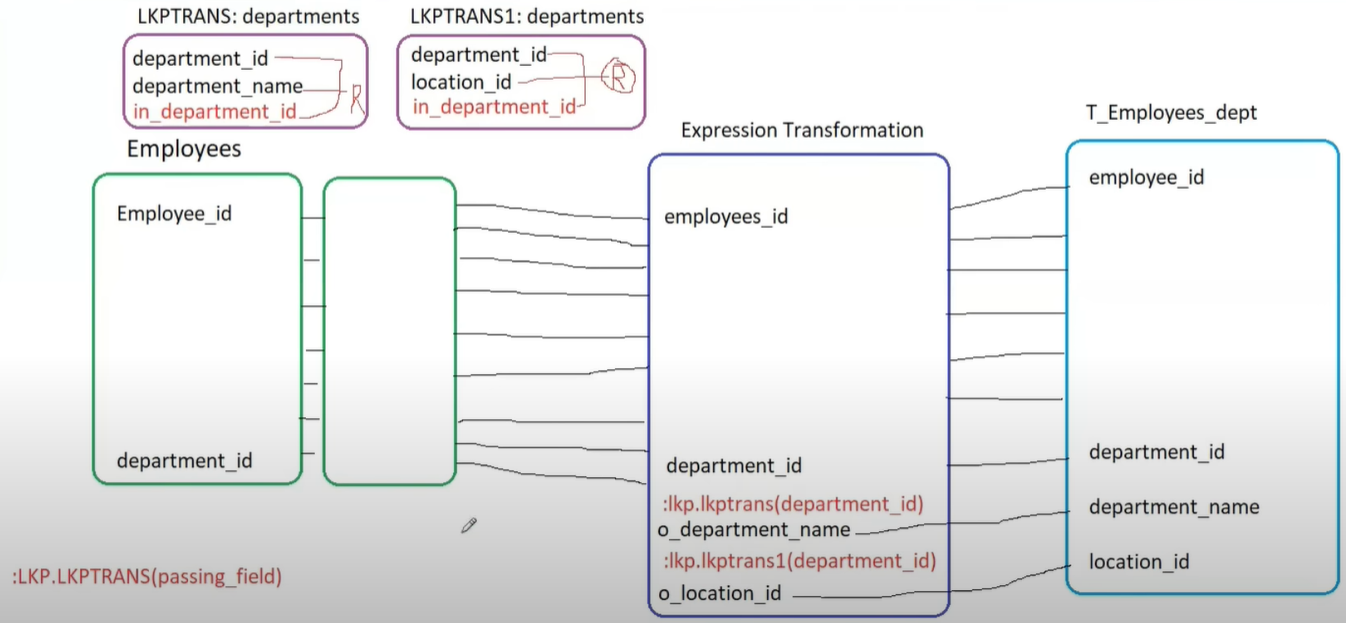 LKPTRANS: departments
department_id
department_name
in_department_id
R
LKPTRANS1: departments
department_id
location_id
in_department_id
R
Employees
Employee_id
department_id
Expression Transformation
employees_id
department_id
:lkp.lkptrans(department_id)
o_department_name
:lkp.lkptrans1(department_id)
o_location_id
T_Employees_dept
employee_id
department_id
department_name
location_id
:LKP.LKPTRANS(passing_field)